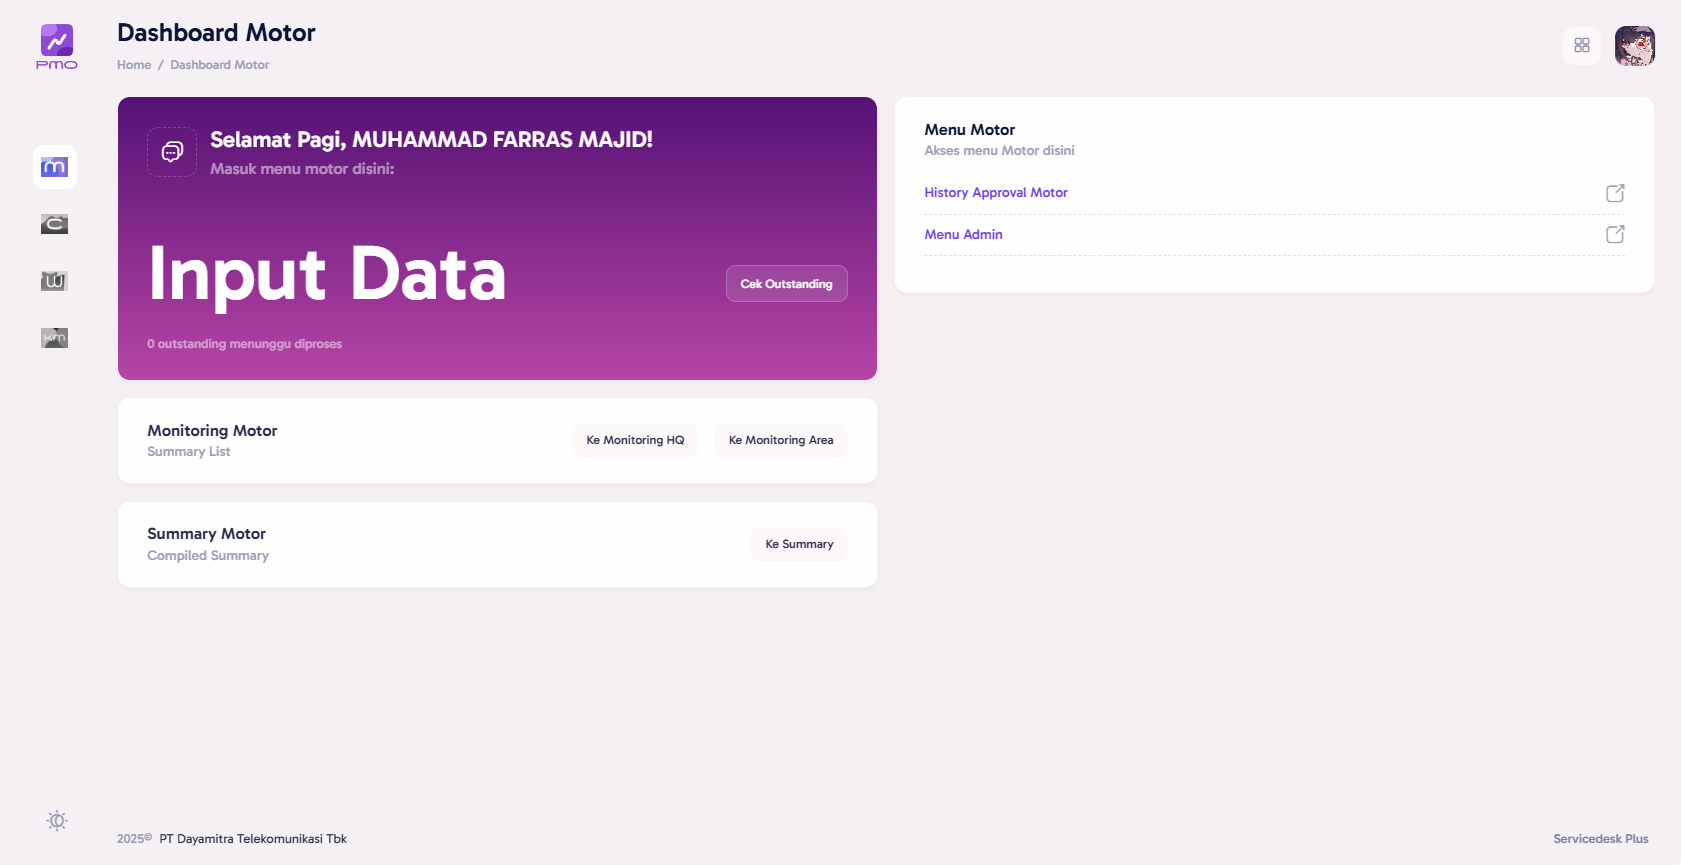 PMO
Dashboard Motor
Home / Dashboard Motor
m
C
W
KM
Selamat Pagi, MUHAMMAD FARRAS MAJID!
Masuk menu motor disini:
Input Data
Cek Outstanding
0 outstanding menunggu diproses
Monitoring Motor
Summary List
Ke Monitoring HQ
Ke Monitoring Area
Summary Motor
Compiled Summary
Ke Summary
Menu Motor
Akses menu Motor disini
History Approval Motor
Menu Admin
2025© PT Dayamitra Telekomunikasi Tbk
Servicedesk Plus